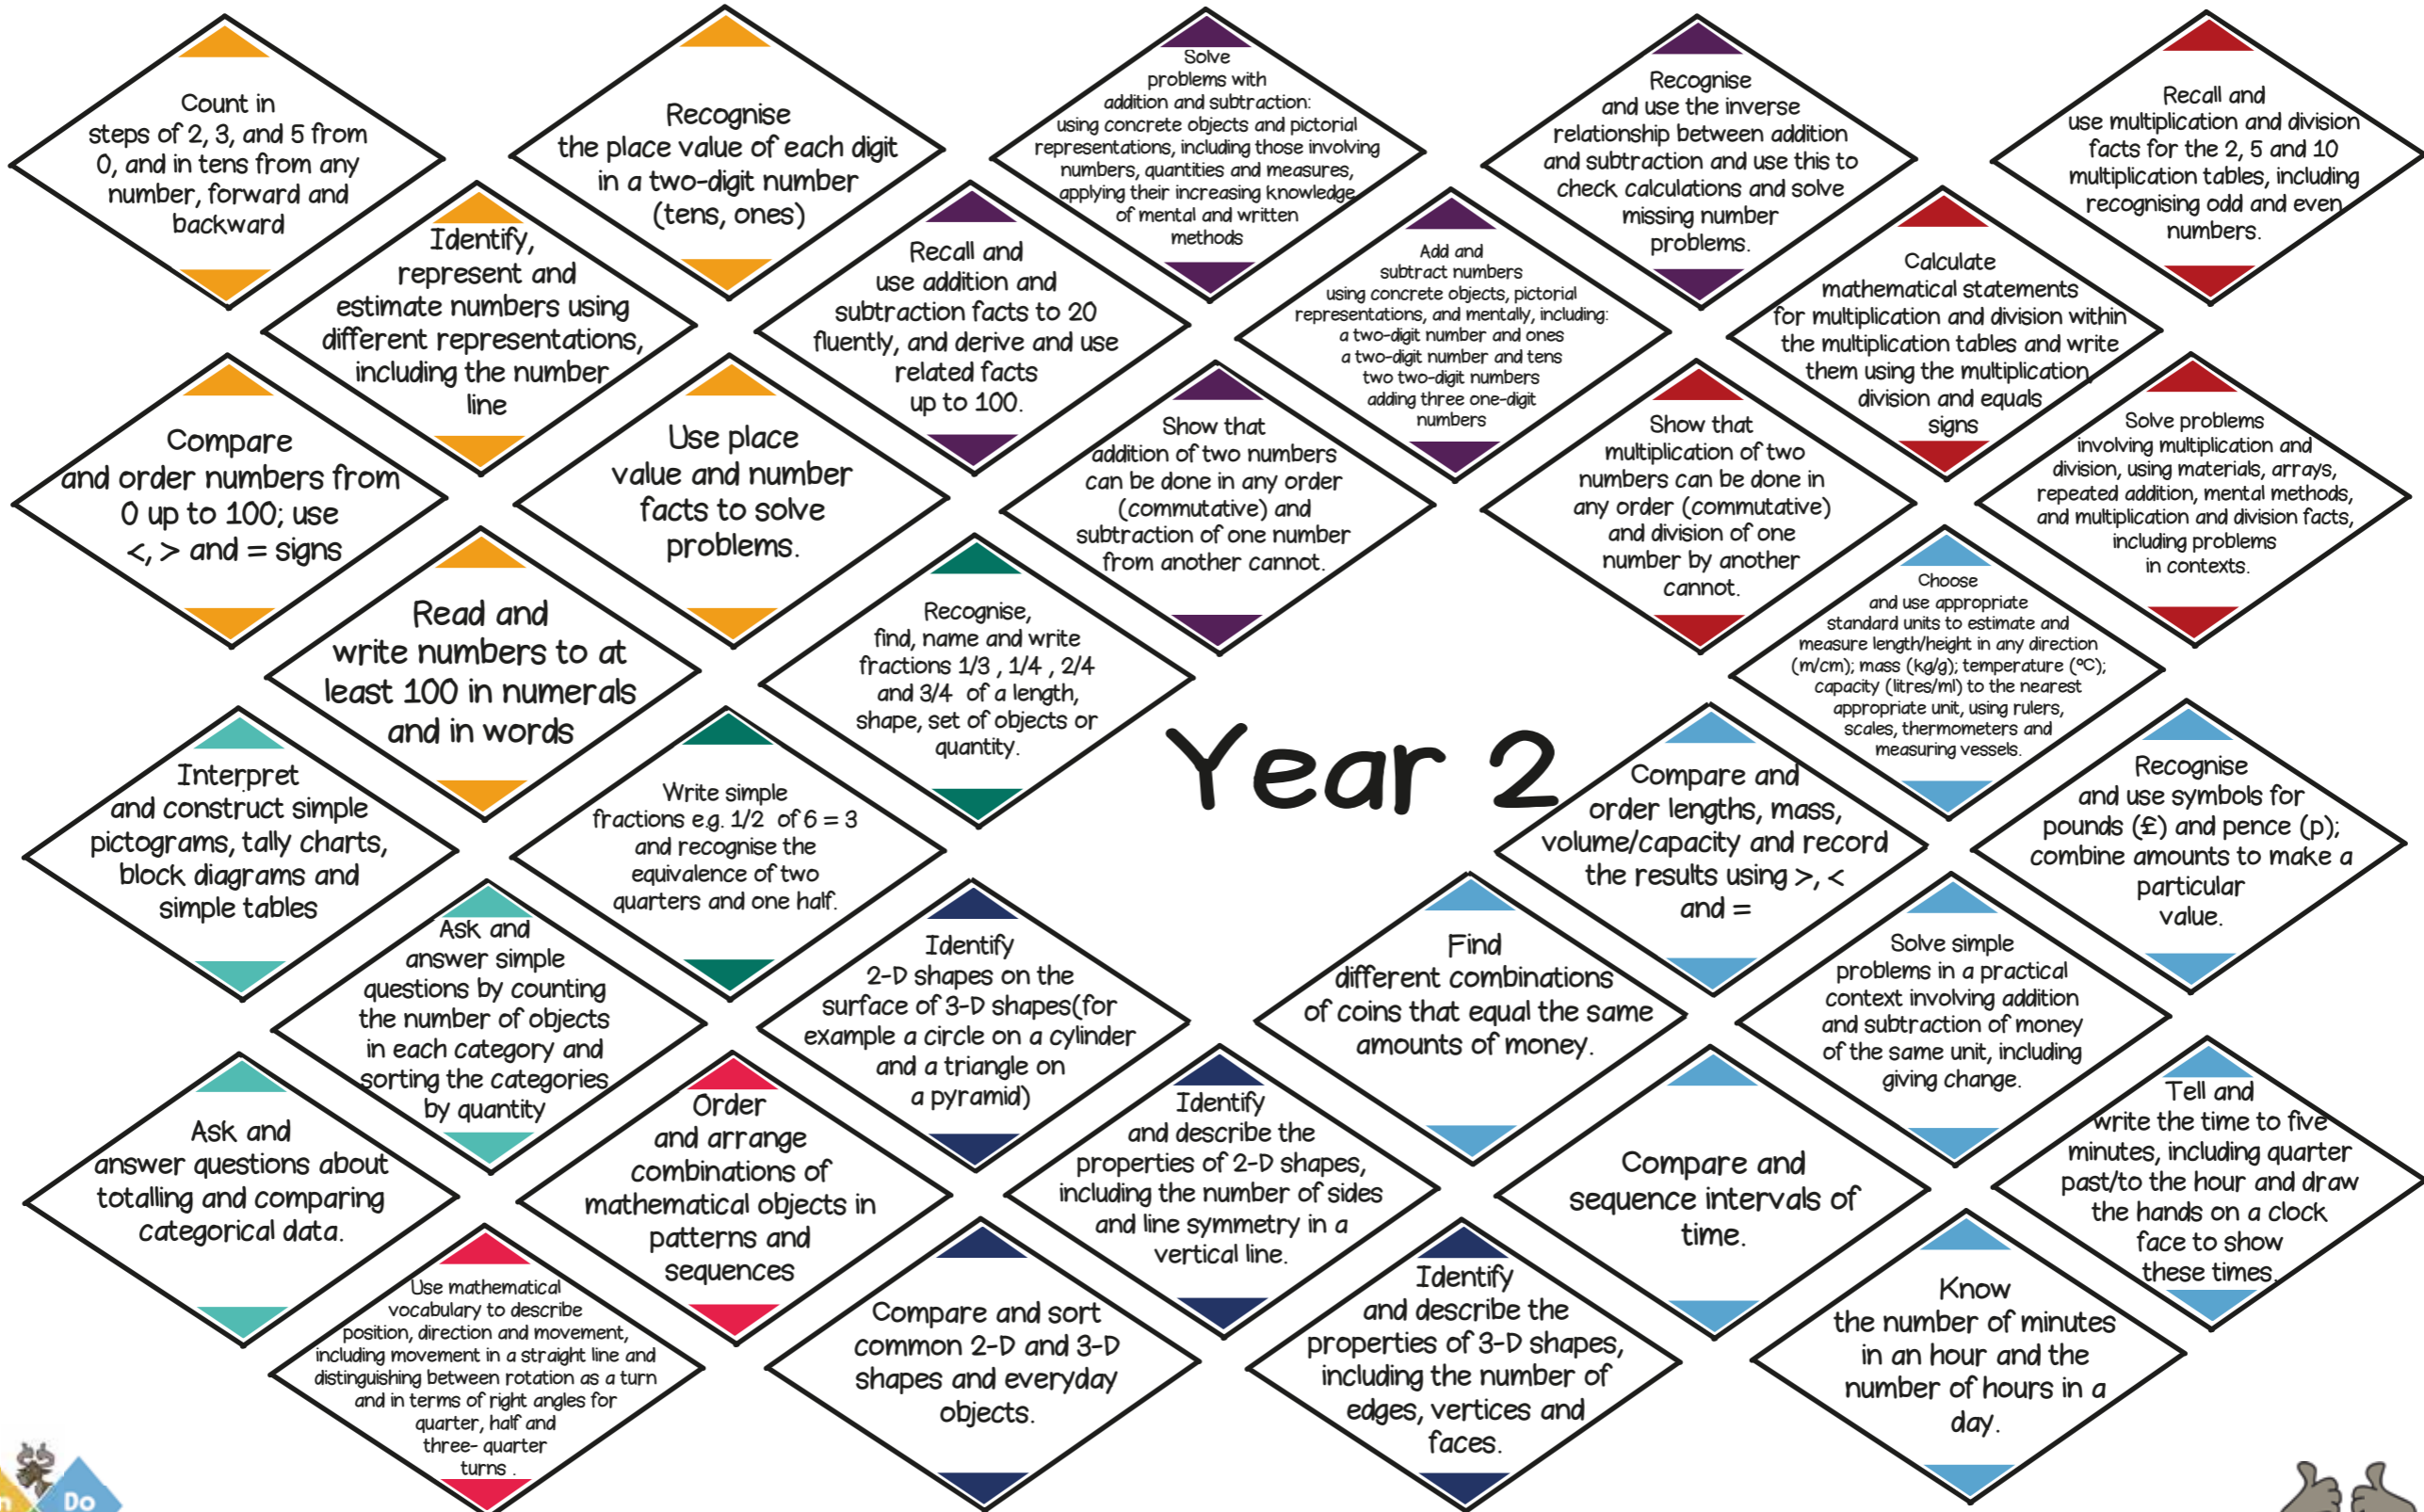 Count in
steps of 2, 3, and 5 from
0, and in tens from any
number, forward and
backward
Recognise
the place value of each digit
in a two-digit number
(tens, ones)
Solve
problems with
addition and subtraction:
using concrete objects and pictorial
representations, including those involving
numbers, quantities and measures,
applying their increasing knowledge
of mental and written
methods
Recognise
and use the inverse
relationship between addition
and subtraction and use this to
check calculations and solve
missing number
problems.
Recall and
use multiplication and division
facts for the 2, 5 and 10
multiplication tables, including
recognising odd and even
numbers.
Identify,
represent and
estimate numbers using
different representations,
including the number
line
Recall and
use addition and
subtraction facts to 20
fluently, and derive and use
related facts
up to 100.
Add and
subtract numbers
using concrete objects, pictorial
representations, and mentally, including:
a two-digit number and ones
a two-digit number and tens
two two-digit numbers
adding three one-digit
numbers
Calculate
mathematical statements
for multiplication and division within
the multiplication tables and write
them using the multiplication,
division and equals
signs
Compare
and order numbers from
0 up to 100; use
<, > and = signs
Use place
value and number
facts to solve
problems.
Show that
addition of two numbers
can be done in any order
(commutative) and
subtraction of one number
from another cannot.
Show that
multiplication of two
numbers can be done in
any order (commutative)
and division of one
number by another
cannot.
Solve problems
involving multiplication and
division, using materials, arrays,
repeated addition, mental methods,
and multiplication and division facts,
including problems
in contexts.
Read and
write numbers to at
least 100 in numerals
and in words
Recognise,
find, name and write
fractions 1/3 , 1/4 , 2/4
and 3/4 of a length,
shape, set of objects or
quantity.
Choose
and use appropriate
standard units to estimate and
measure length/height in any direction
(m/cm); mass (kg/g); temperature (°C);
capacity (litres/ml) to the nearest
appropriate unit, using rulers,
scales, thermometers and
measuring vessels.
Year 2
Interpret
and construct simple
pictograms, tally charts,
block diagrams and
simple tables
Write simple
fractions e.g. 1/2 of 6 = 3
and recognise the
equivalence of two
quarters and one half.
Compare and
order lengths, mass,
volume/capacity and record
the results using >, <
and =
Recognise
and use symbols for
pounds (£) and pence (p);
combine amounts to make a
particular
value.
Ask and
answer simple
questions by counting
the number of objects
in each category and
sorting the categories
by quantity
Identify
2-D shapes on the
surface of 3-D shapes(for
example a circle on a cylinder
and a triangle on
a pyramid)
Find
different combinations
of coins that equal the same
amounts of money.
Solve simple
problems in a practical
context involving addition
and subtraction of money
of the same unit, including
giving change.
Ask and
answer questions about
totalling and comparing
categorical data.
Order
and arrange
combinations of
mathematical objects in
patterns and
sequences
Identify
and describe the
properties of 2-D shapes,
including the number of sides
and line symmetry in a
vertical line.
Compare and
sequence intervals of
time.
Tell and
write the time to five
minutes, including quarter
past/to the hour and draw
the hands on a clock
face to show
these times.
Use mathematical
vocabulary to describe
position, direction and movement,
including movement in a straight line and
distinguishing between rotation as a turn
and in terms of right angles for
quarter, half and
three- quarter
turns .
Compare and sort
common 2-D and 3-D
shapes and everyday
objects.
Identify
and describe the
properties of 3-D shapes,
including the number of
edges, vertices and
faces.
Know
the number of minutes
in an hour and the
number of hours in a
day.
Do